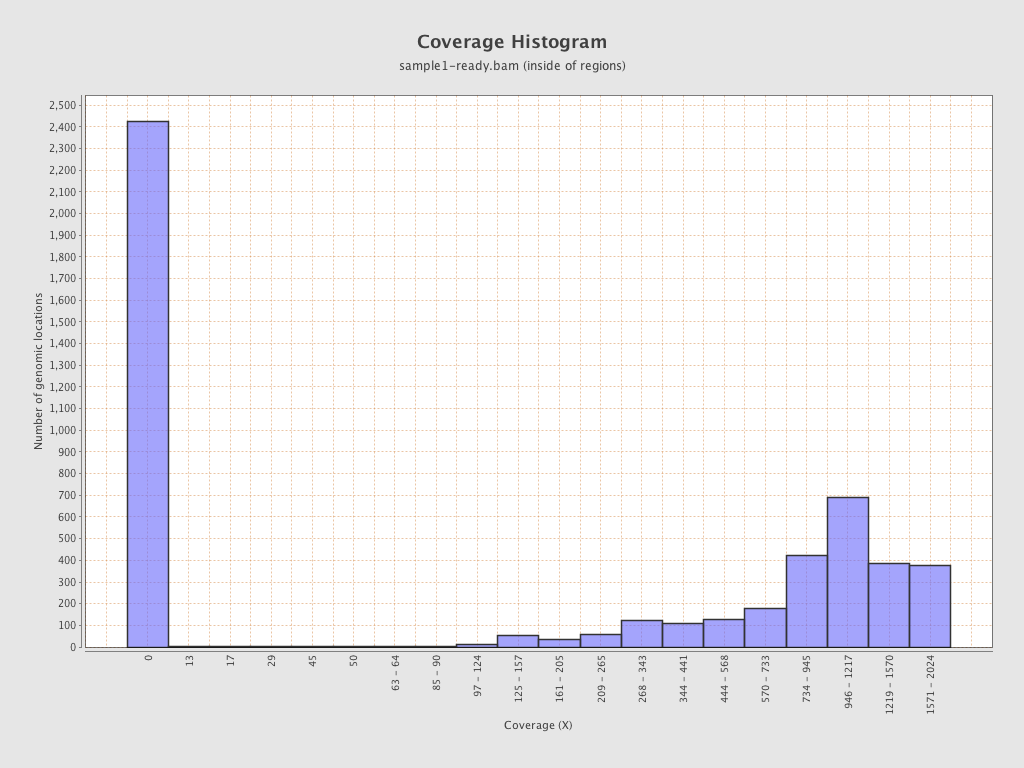 Coverage Histogram
sample1-ready.bam (inside of regions)
Number of genomic locations
2,500
2,400
2,300
2,200
2,100
2,000
1,900
1,800
1,700
1,600
1,500
1,400
1,300
1,200
1,100
1,000
900
800
700
600
500
400
300
200
100
0
0
13
17
29
45
50
63 - 64
85 - 90
97 - 124
125 - 157
161 - 205
209 - 265
268 - 343
344 - 441
444 - 568
570 - 733
734 - 945
946 - 1217
1219 - 1570
1571 - 2024
Coverage (X)